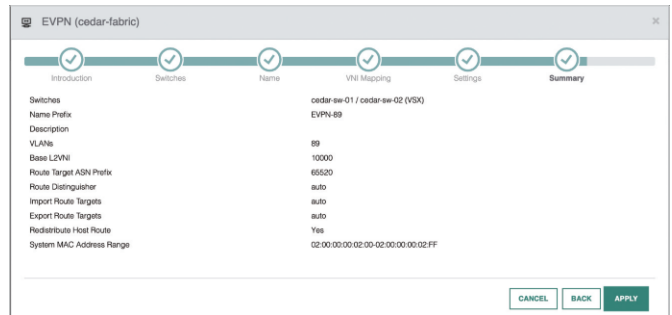 EVPN (cedar-fabric)
Introduction Switches Name VNI Mapping Settings Summary
Switches cedar-sw-01 / cedar-sw-02 (VSX)
Name Prefix EVPN-89
Description
VLANs 89
Base L2VNI 10000
Route Target ASN Prefix 65520
Route Distinguisher auto
Import Route Targets auto
Export Route Targets auto
Redistribute Host Route Yes
System MAC Address Range 02:00:00:00:02:00-02:00:00:00:02:FF
CANCEL BACK APPLY